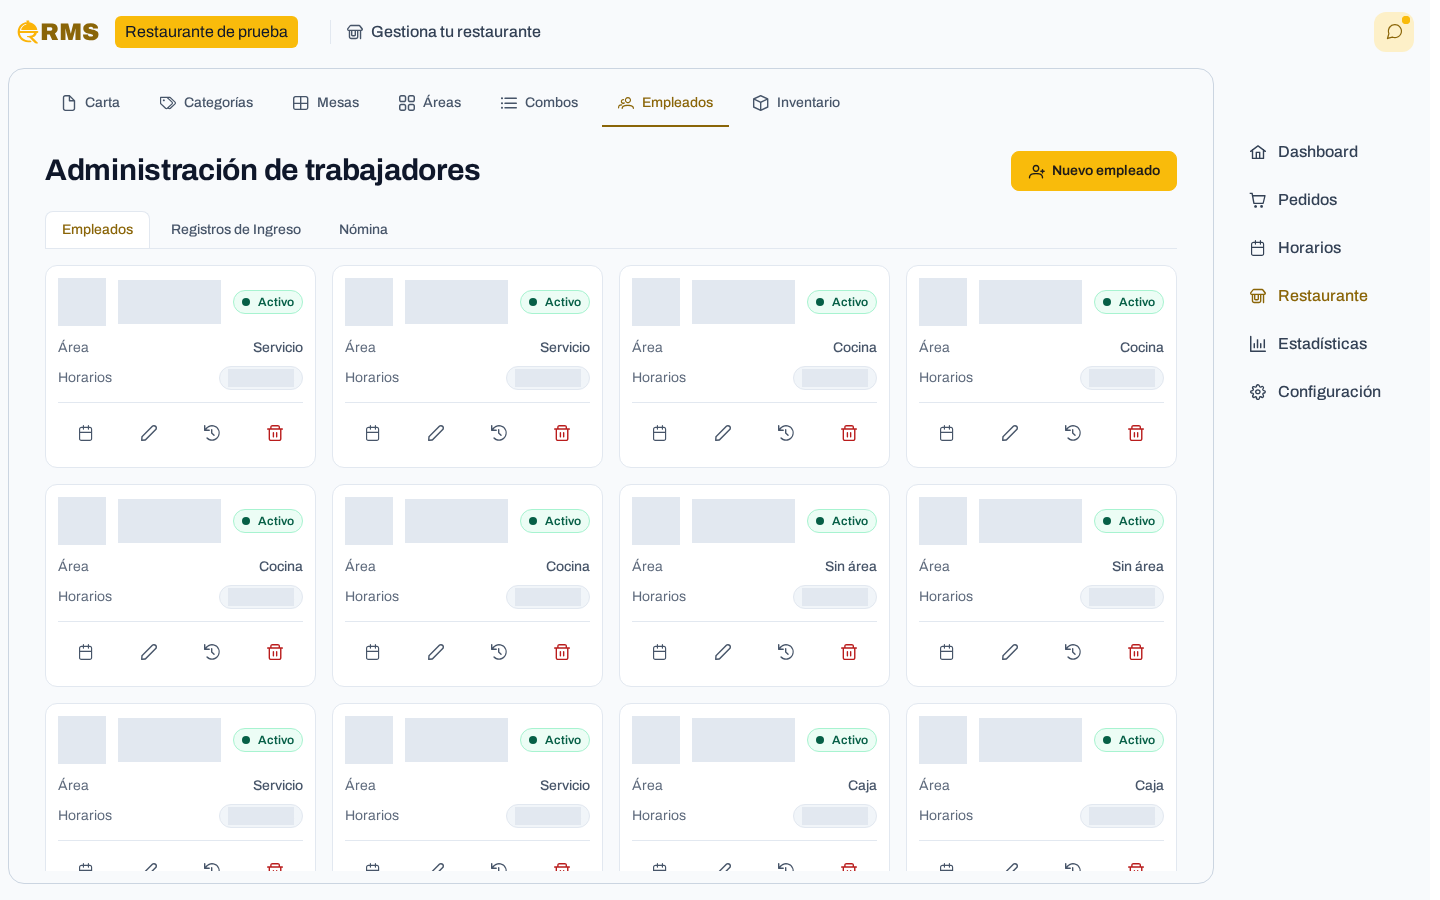 RMS Restaurante de prueba Gestiona tu restaurante
Carta Categorías Mesas Áreas Combos Empleados Inventario
Administración de trabajadores Nuevo empleado
Empleados Registros de Ingreso Nómina
Activo Activo Activo Activo
Área Servicio Área Servicio Área Cocina Área Cocina
Horarios Horarios Horarios Horarios
Activo Activo Activo Activo
Área Cocina Área Cocina Área Sin área Área Sin área
Horarios Horarios Horarios Horarios
Activo Activo Activo Activo
Área Servicio Área Servicio Área Caja Área Caja
Horarios Horarios Horarios Horarios
Dashboard
Pedidos
Horarios
Restaurante
Estadísticas
Configuración